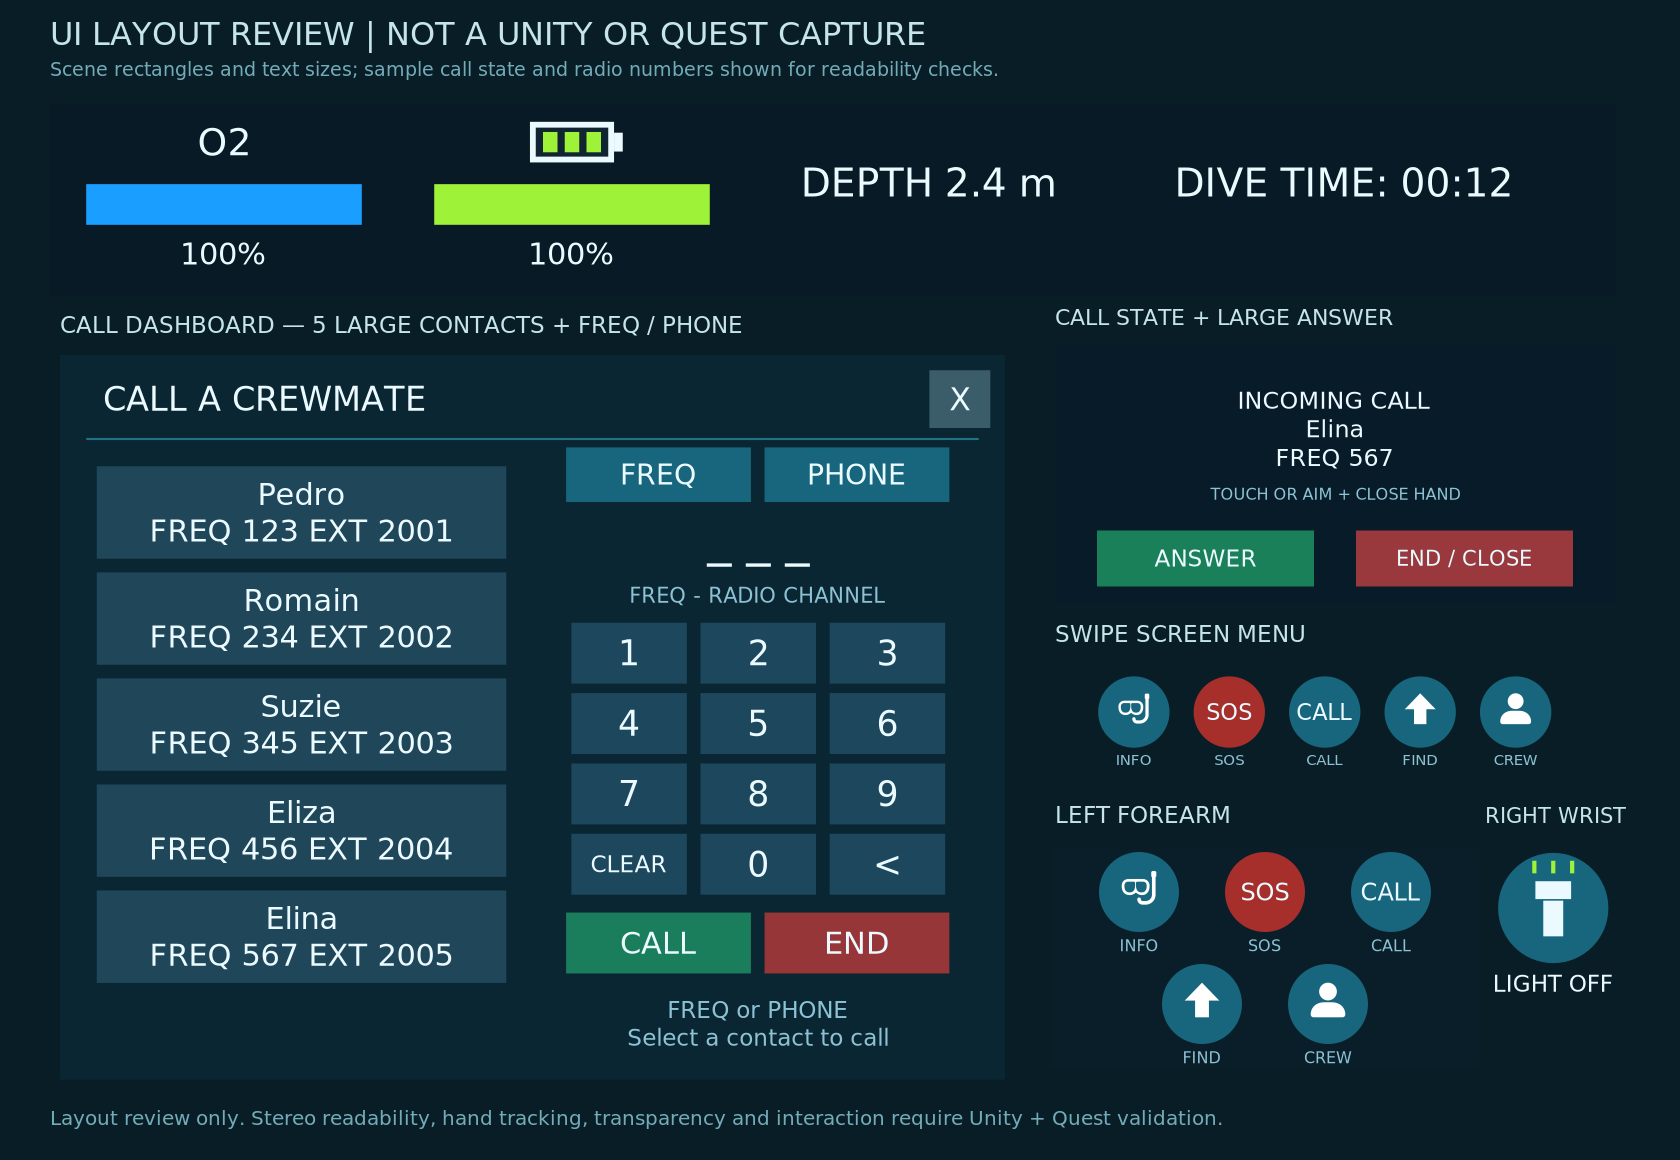 UI LAYOUT REVIEW | NOT A UNITY OR QUEST CAPTURE
Scene rectangles and text sizes; sample call state and radio numbers shown for readability checks.
O2
100%
100%
DEPTH 2.4 m
DIVE TIME: 00:12
CALL DASHBOARD — 5 LARGE CONTACTS + FREQ / PHONE
CALL A CREWMATE
X
Pedro
FREQ 123 EXT 2001
Romain
FREQ 234 EXT 2002
Suzie
FREQ 345 EXT 2003
Eliza
FREQ 456 EXT 2004
Elina
FREQ 567 EXT 2005
FREQ
PHONE
_ _ _
FREQ - RADIO CHANNEL
1
2
3
4
5
6
7
8
9
CLEAR
0
<
CALL
END
FREQ or PHONE
Select a contact to call
CALL STATE + LARGE ANSWER
INCOMING CALL
Elina
FREQ 567
TOUCH OR AIM + CLOSE HAND
ANSWER
END / CLOSE
SWIPE SCREEN MENU
SOS
CALL
INFO
SOS
CALL
FIND
CREW
LEFT FOREARM
SOS
CALL
INFO
SOS
CALL
FIND
CREW
RIGHT WRIST
LIGHT OFF
Layout review only. Stereo readability, hand tracking, transparency and interaction require Unity + Quest validation.